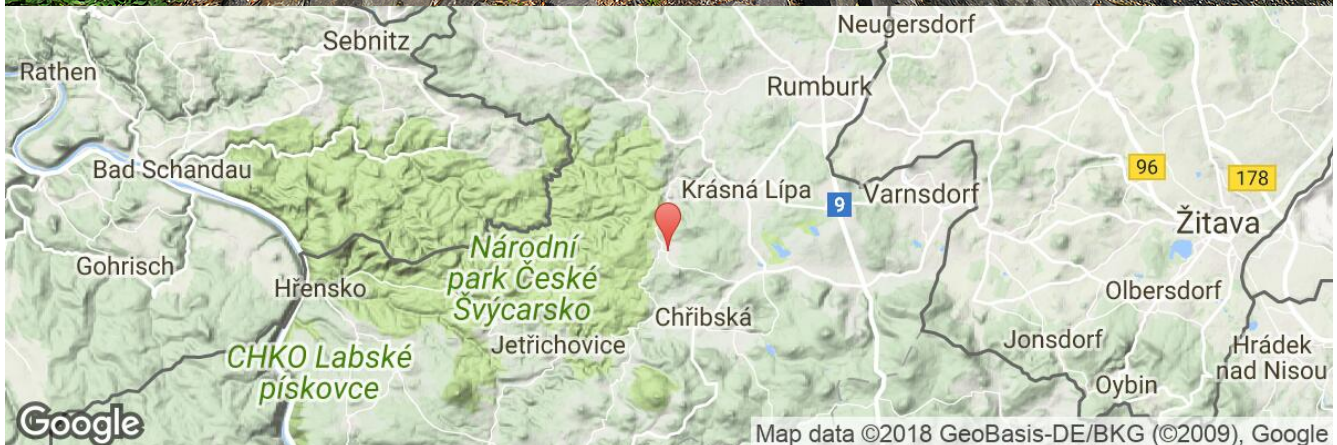 Neugersdorf
Sebnitz
Rathen
Rumburk
Bad Schandau
96
178
Krásná Lípa
9
Varnsdorf
Žitava
Národní
park České
Švýcarsko
Gohrisch
Hřensko
Olbersdorf
Chřibská
Jetřichovice
Jonsdorf
Hrádek
nad Nisou
CHKO Labské
pískovce
Oybin
Google
Map data ©2018 GeoBasis-DE/BKG (©2009), Google